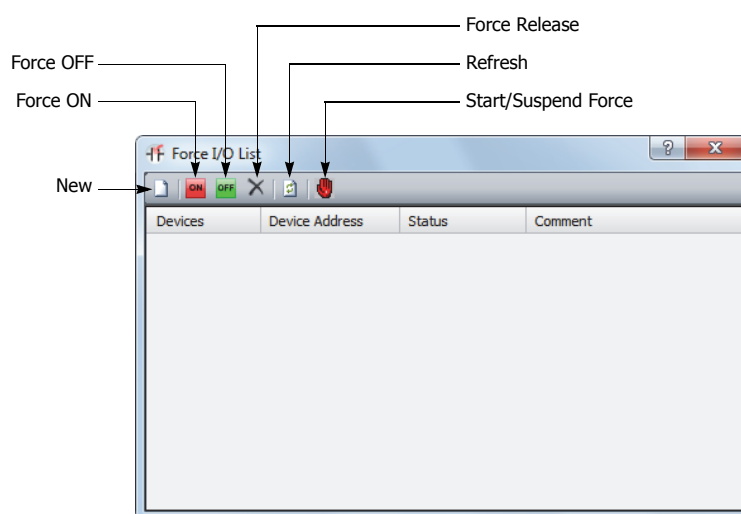 Force Release
Force OFF
Refresh
Force ON
Start/Suspend Force
Force I/O List
?
X
New
ON
OFF
Devices
Device Address
Status
Comment